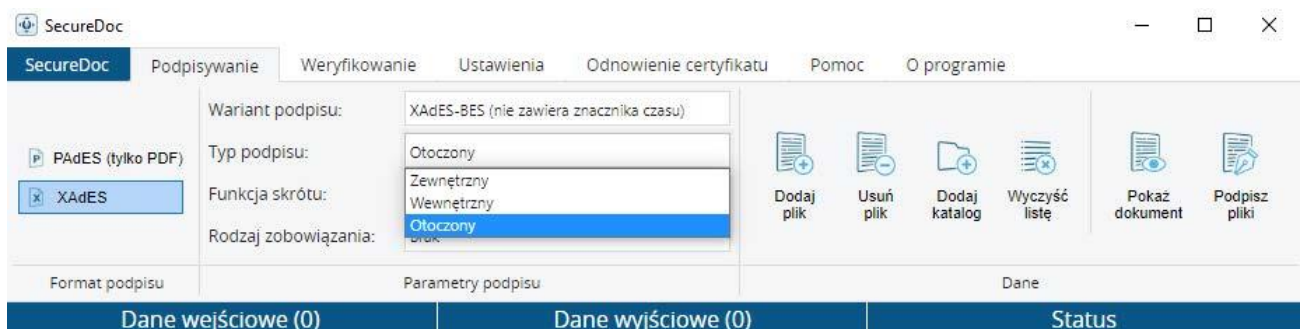 SecureDoc
SecureDoc Podpisywanie Weryfikowanie Ustawienia Odnowienie certyfikatu Pomoc O programie
PAdES (tylko PDF)
XAdES
Format podpisu
Wariant podpisu: XAdES-BES (nie zawiera znacznika czasu)
Typ podpisu: Otoczony
Zewnętrzny
Wewnętrzny
Otoczony
Funkcja skrótu:
Rodzaj zobowiązania:
Parametry podpisu
Dodaj plik
Usuń plik
Dodaj katalog
Wyczyść listę
Pokaż dokument
Podpisz pliki
Dane
Dane wejściowe (0) Dane wyjściowe (0) Status